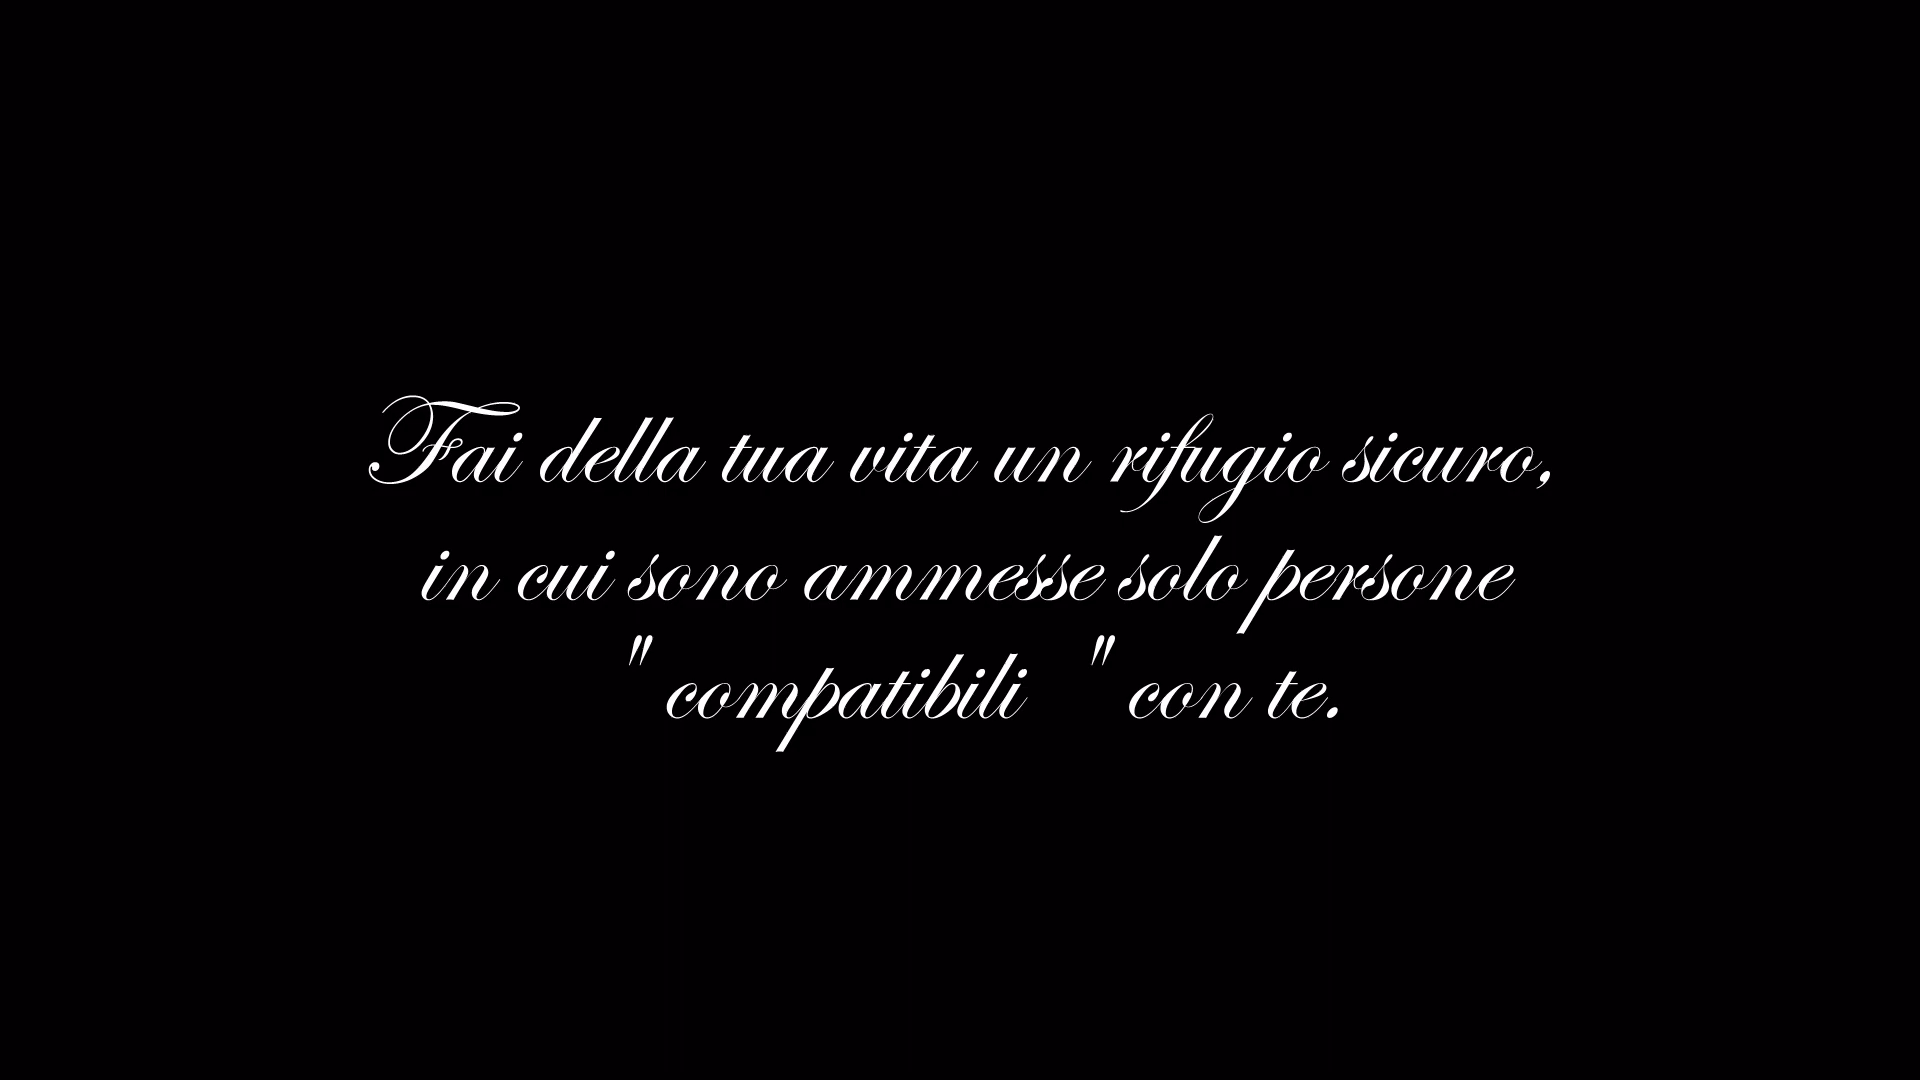 Fai della tua vita un rifugio sicuro,
in cui sono ammesse solo persone
"compatibili " con te.